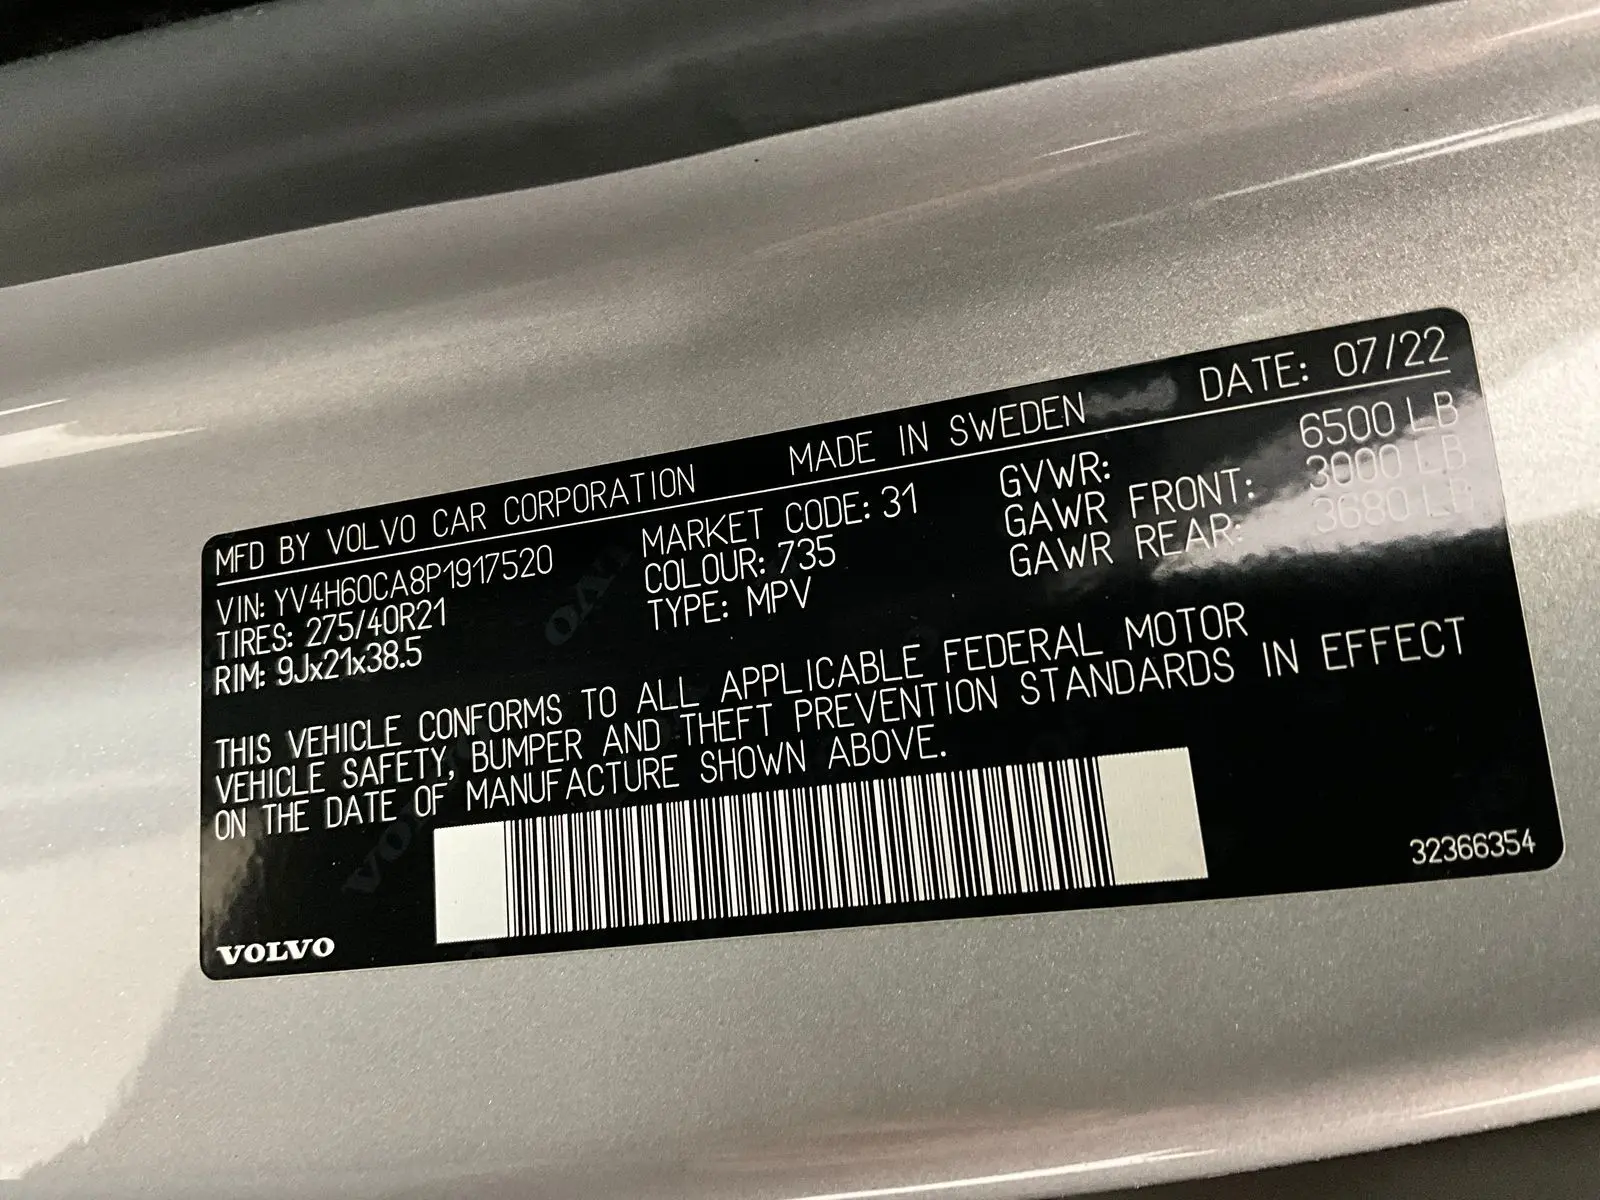 MFD BY VOLVO CAR CORPORATION MADE IN SWEDEN DATE: 07/22
VIN: YV4H60CA8P1917520 MARKET CODE: 31 GVWR: 6500 LB
TIRES: 275/40R21 COLOUR: 735 GAWR FRONT: 3000 LB
RIM: 9Jx21x38.5 TYPE: MPV GAWR REAR: 3680 LB
THIS VEHICLE CONFORMS TO ALL APPLICABLE FEDERAL MOTOR
VEHICLE SAFETY, BUMPER AND THEFT PREVENTION STANDARDS IN EFFECT
ON THE DATE OF MANUFACTURE SHOWN ABOVE.
32366354
VOLVO